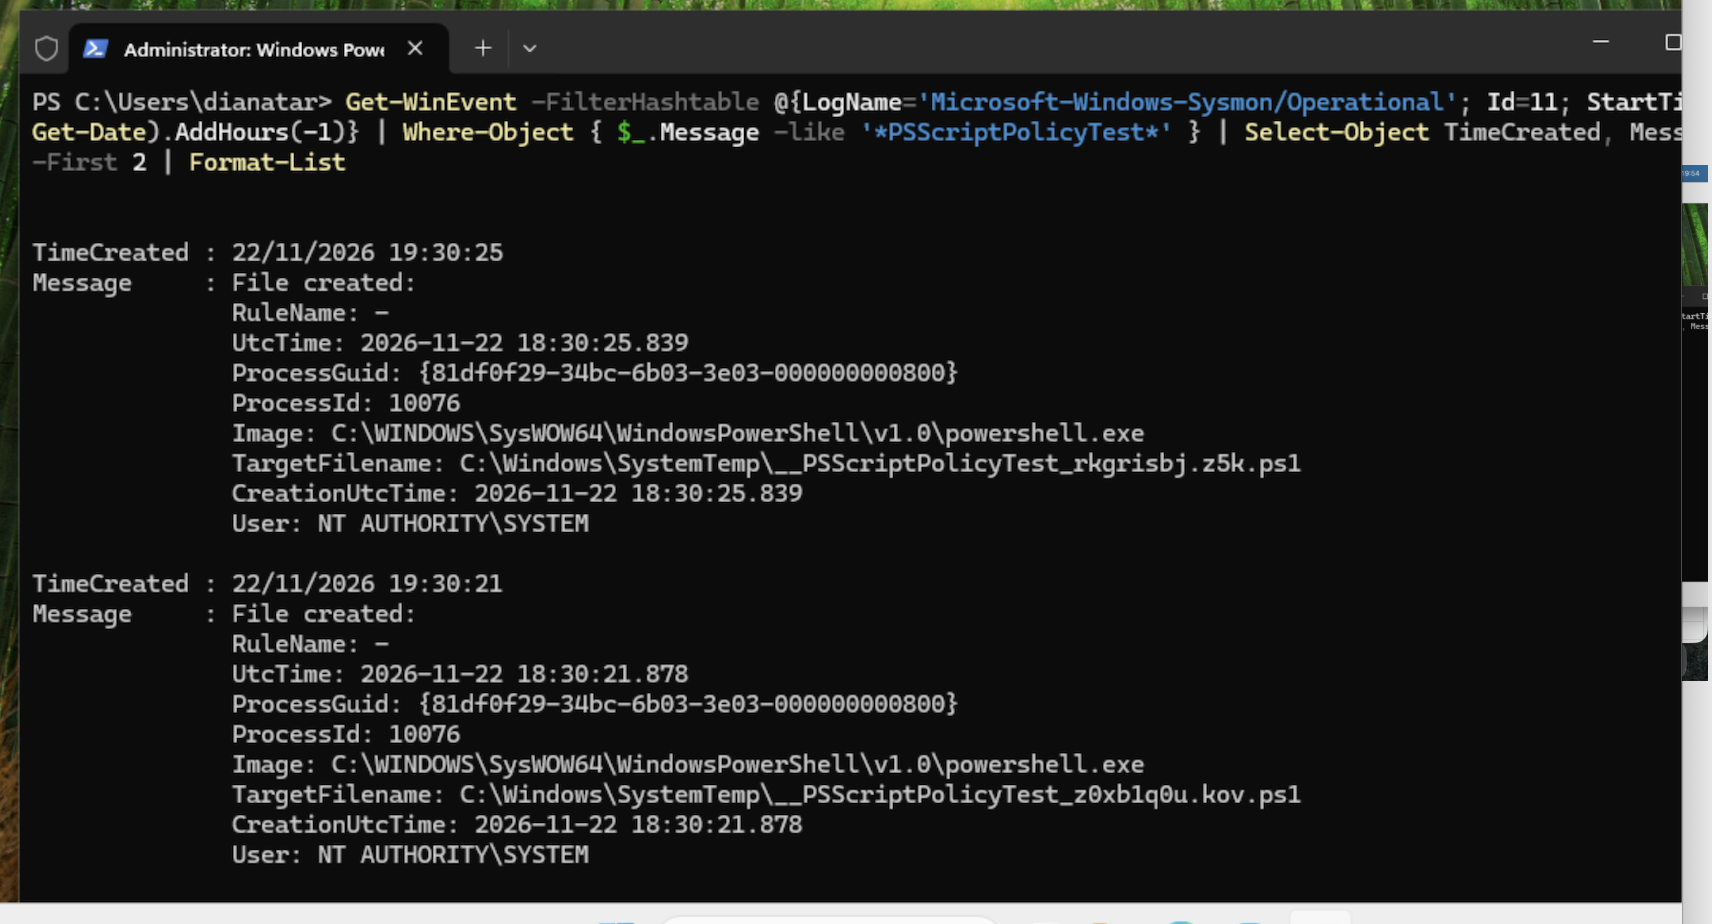 Administrator: Windows Powe
PS C:\Users\dianatar> Get-WinEvent -FilterHashtable @{LogName='Microsoft-Windows-Sysmon/Operational'; Id=11; StartTi
Get-Date).AddHours(-1)} | Where-Object { $_.Message -like '*PSScriptPolicyTest*' } | Select-Object TimeCreated, Mess
-First 2 | Format-List
TimeCreated : 22/11/2026 19:30:25
Message : File created:
RuleName: -
UtcTime: 2026-11-22 18:30:25.839
ProcessGuid: {81df0f29-34bc-6b03-3e03-000000000800}
ProcessId: 10076
Image: C:\WINDOWS\SysWOW64\WindowsPowerShell\v1.0\powershell.exe
TargetFilename: C:\Windows\SystemTemp\__PSScriptPolicyTest_rkgrisbj.z5k.ps1
CreationUtcTime: 2026-11-22 18:30:25.839
User: NT AUTHORITY\SYSTEM
TimeCreated : 22/11/2026 19:30:21
Message : File created:
RuleName: -
UtcTime: 2026-11-22 18:30:21.878
ProcessGuid: {81df0f29-34bc-6b03-3e03-000000000800}
ProcessId: 10076
Image: C:\WINDOWS\SysWOW64\WindowsPowerShell\v1.0\powershell.exe
TargetFilename: C:\Windows\SystemTemp\__PSScriptPolicyTest_z0xb1q0u.kov.ps1
CreationUtcTime: 2026-11-22 18:30:21.878
User: NT AUTHORITY\SYSTEM
tartTi
, Mess